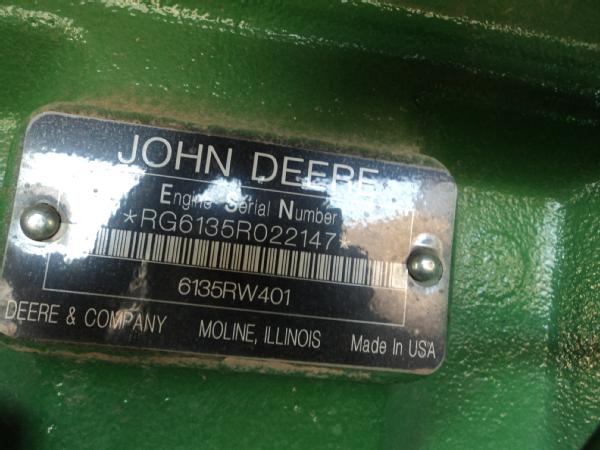 JOHN DEERE
Engine Serial Number
*RG6135R022147*
6135RW401
DEERE & COMPANY MOLINE, ILLINOIS Made In USA